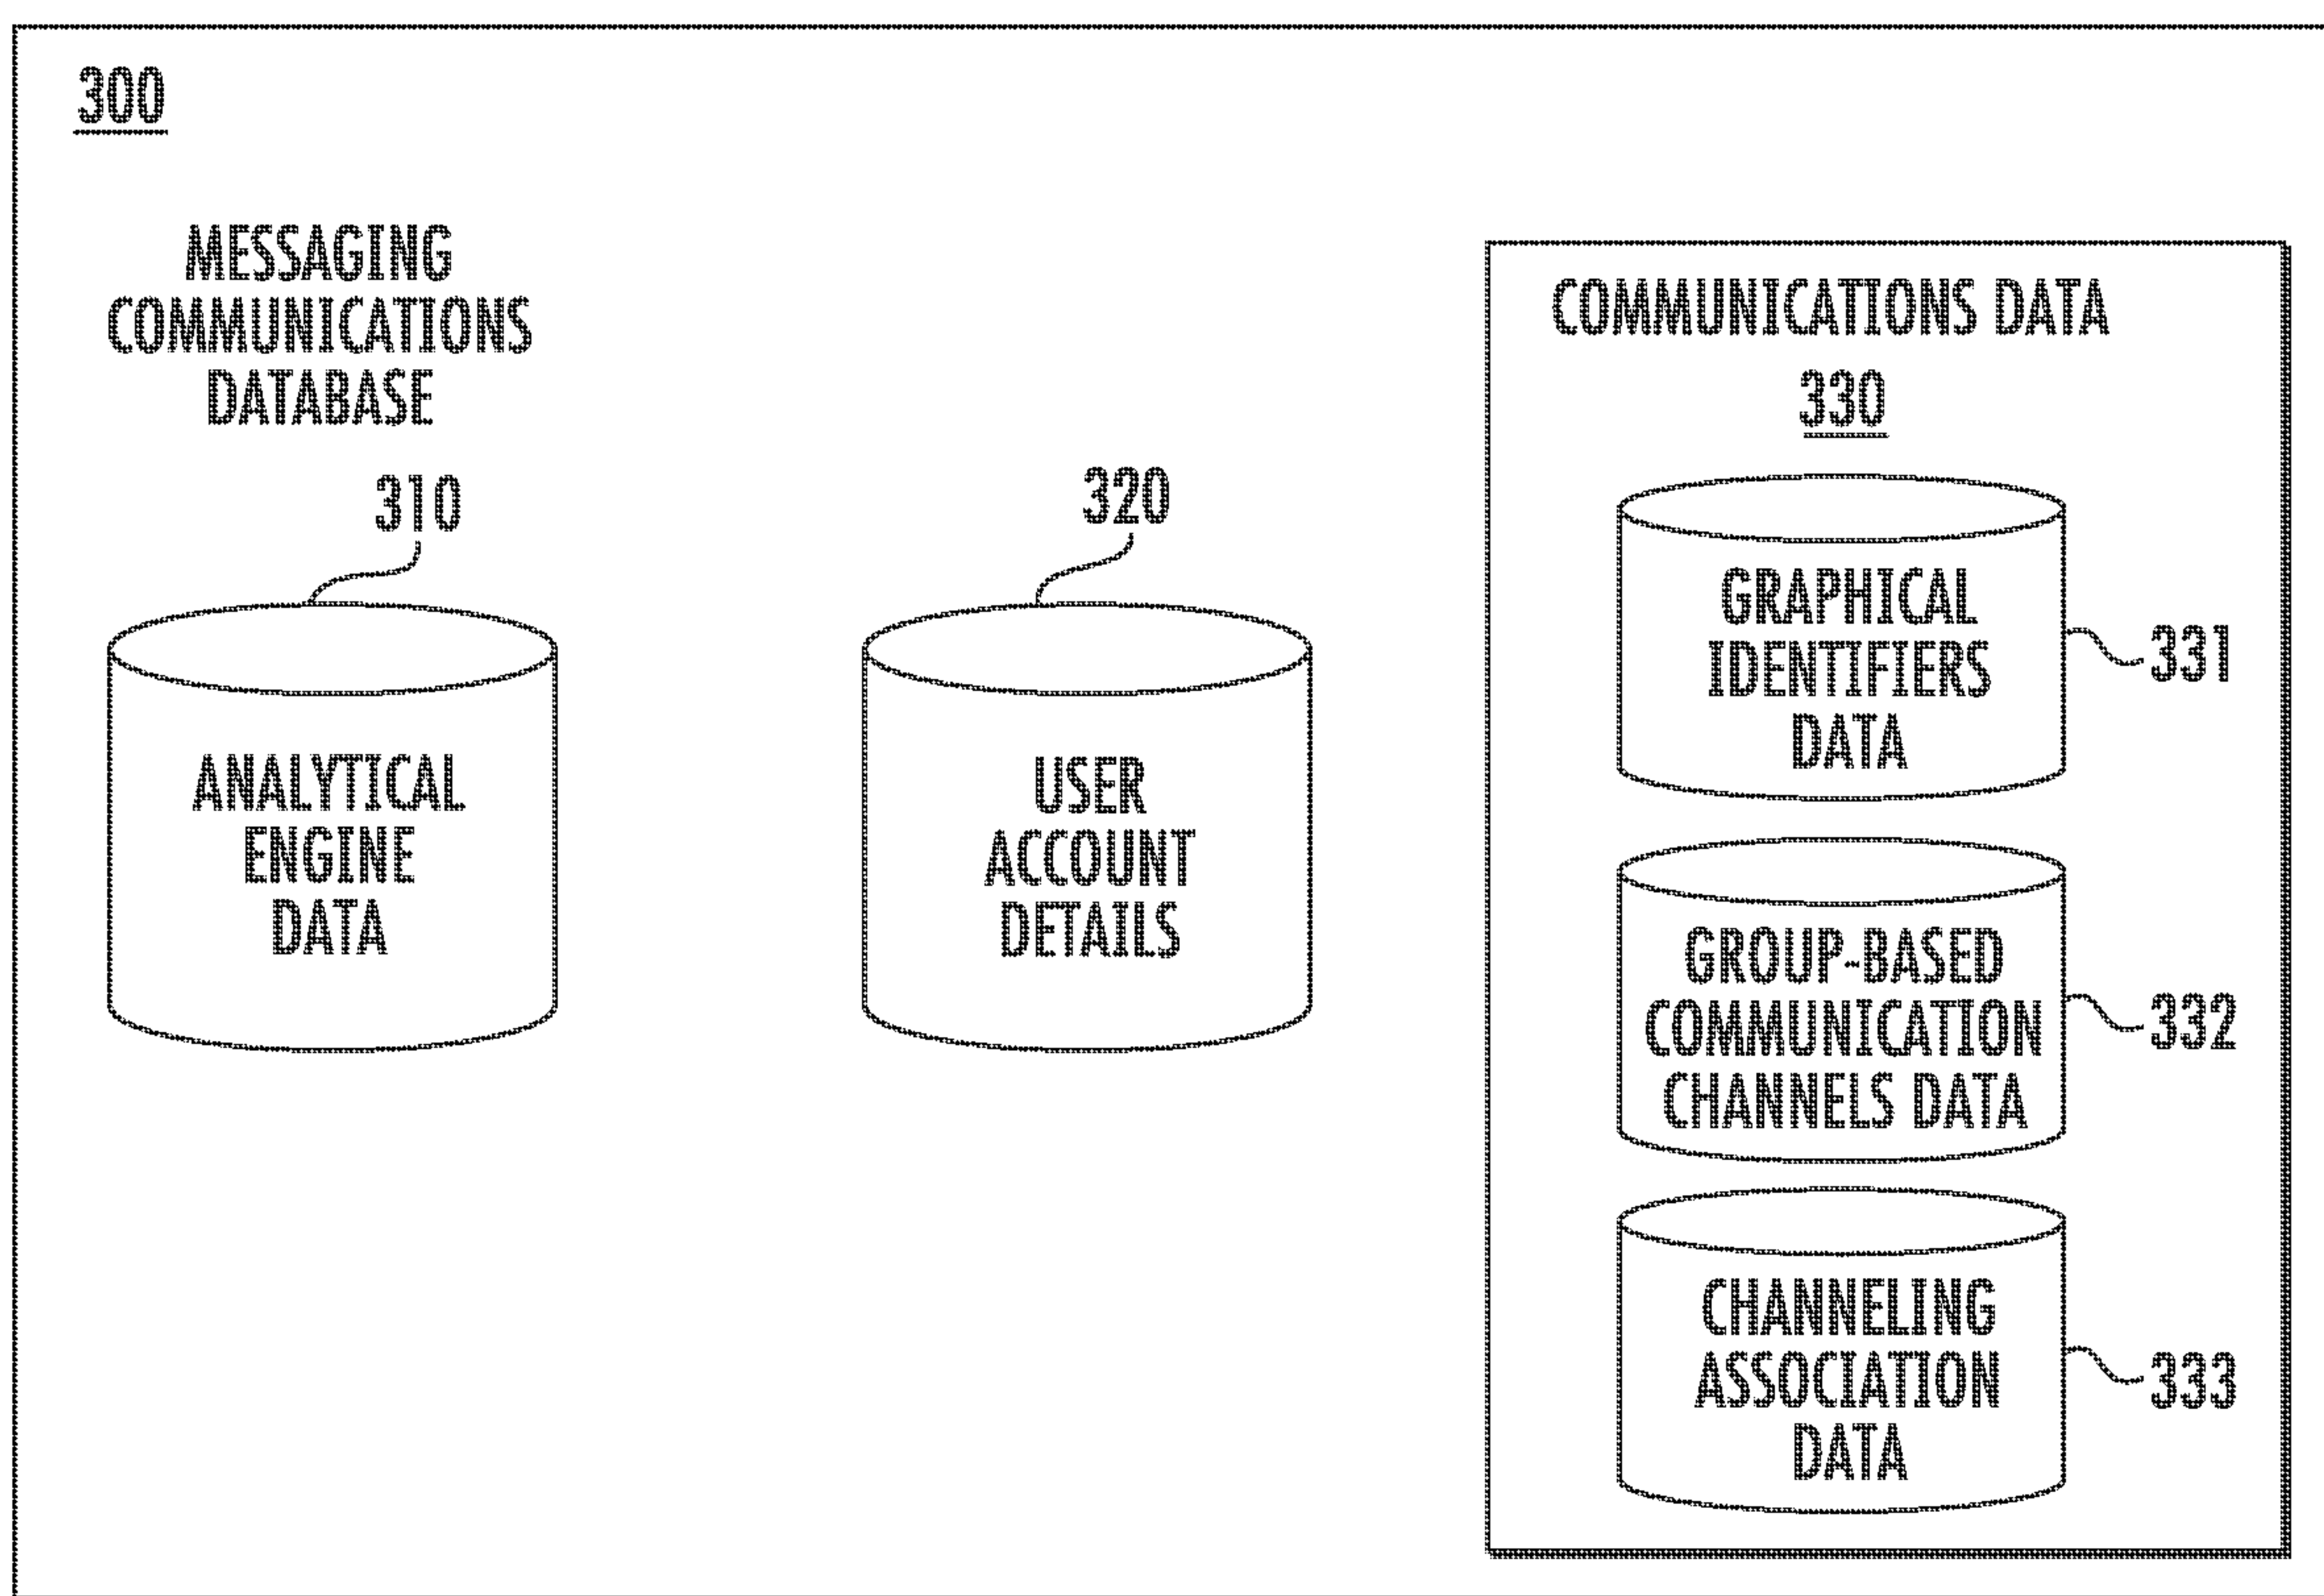 300
MESSAGING
COMMUNICATIONS
DATABASE
310
ANALYTICAL
ENGINE
DATA
320
USER
ACCOUNT
DETAILS
COMMUNICATIONS DATA
330
GRAPHICAL
IDENTIFIERS
DATA
331
GROUP-BASED
COMMUNICATION
CHANNELS DATA
332
CHANNELING
ASSOCIATION
DATA
333